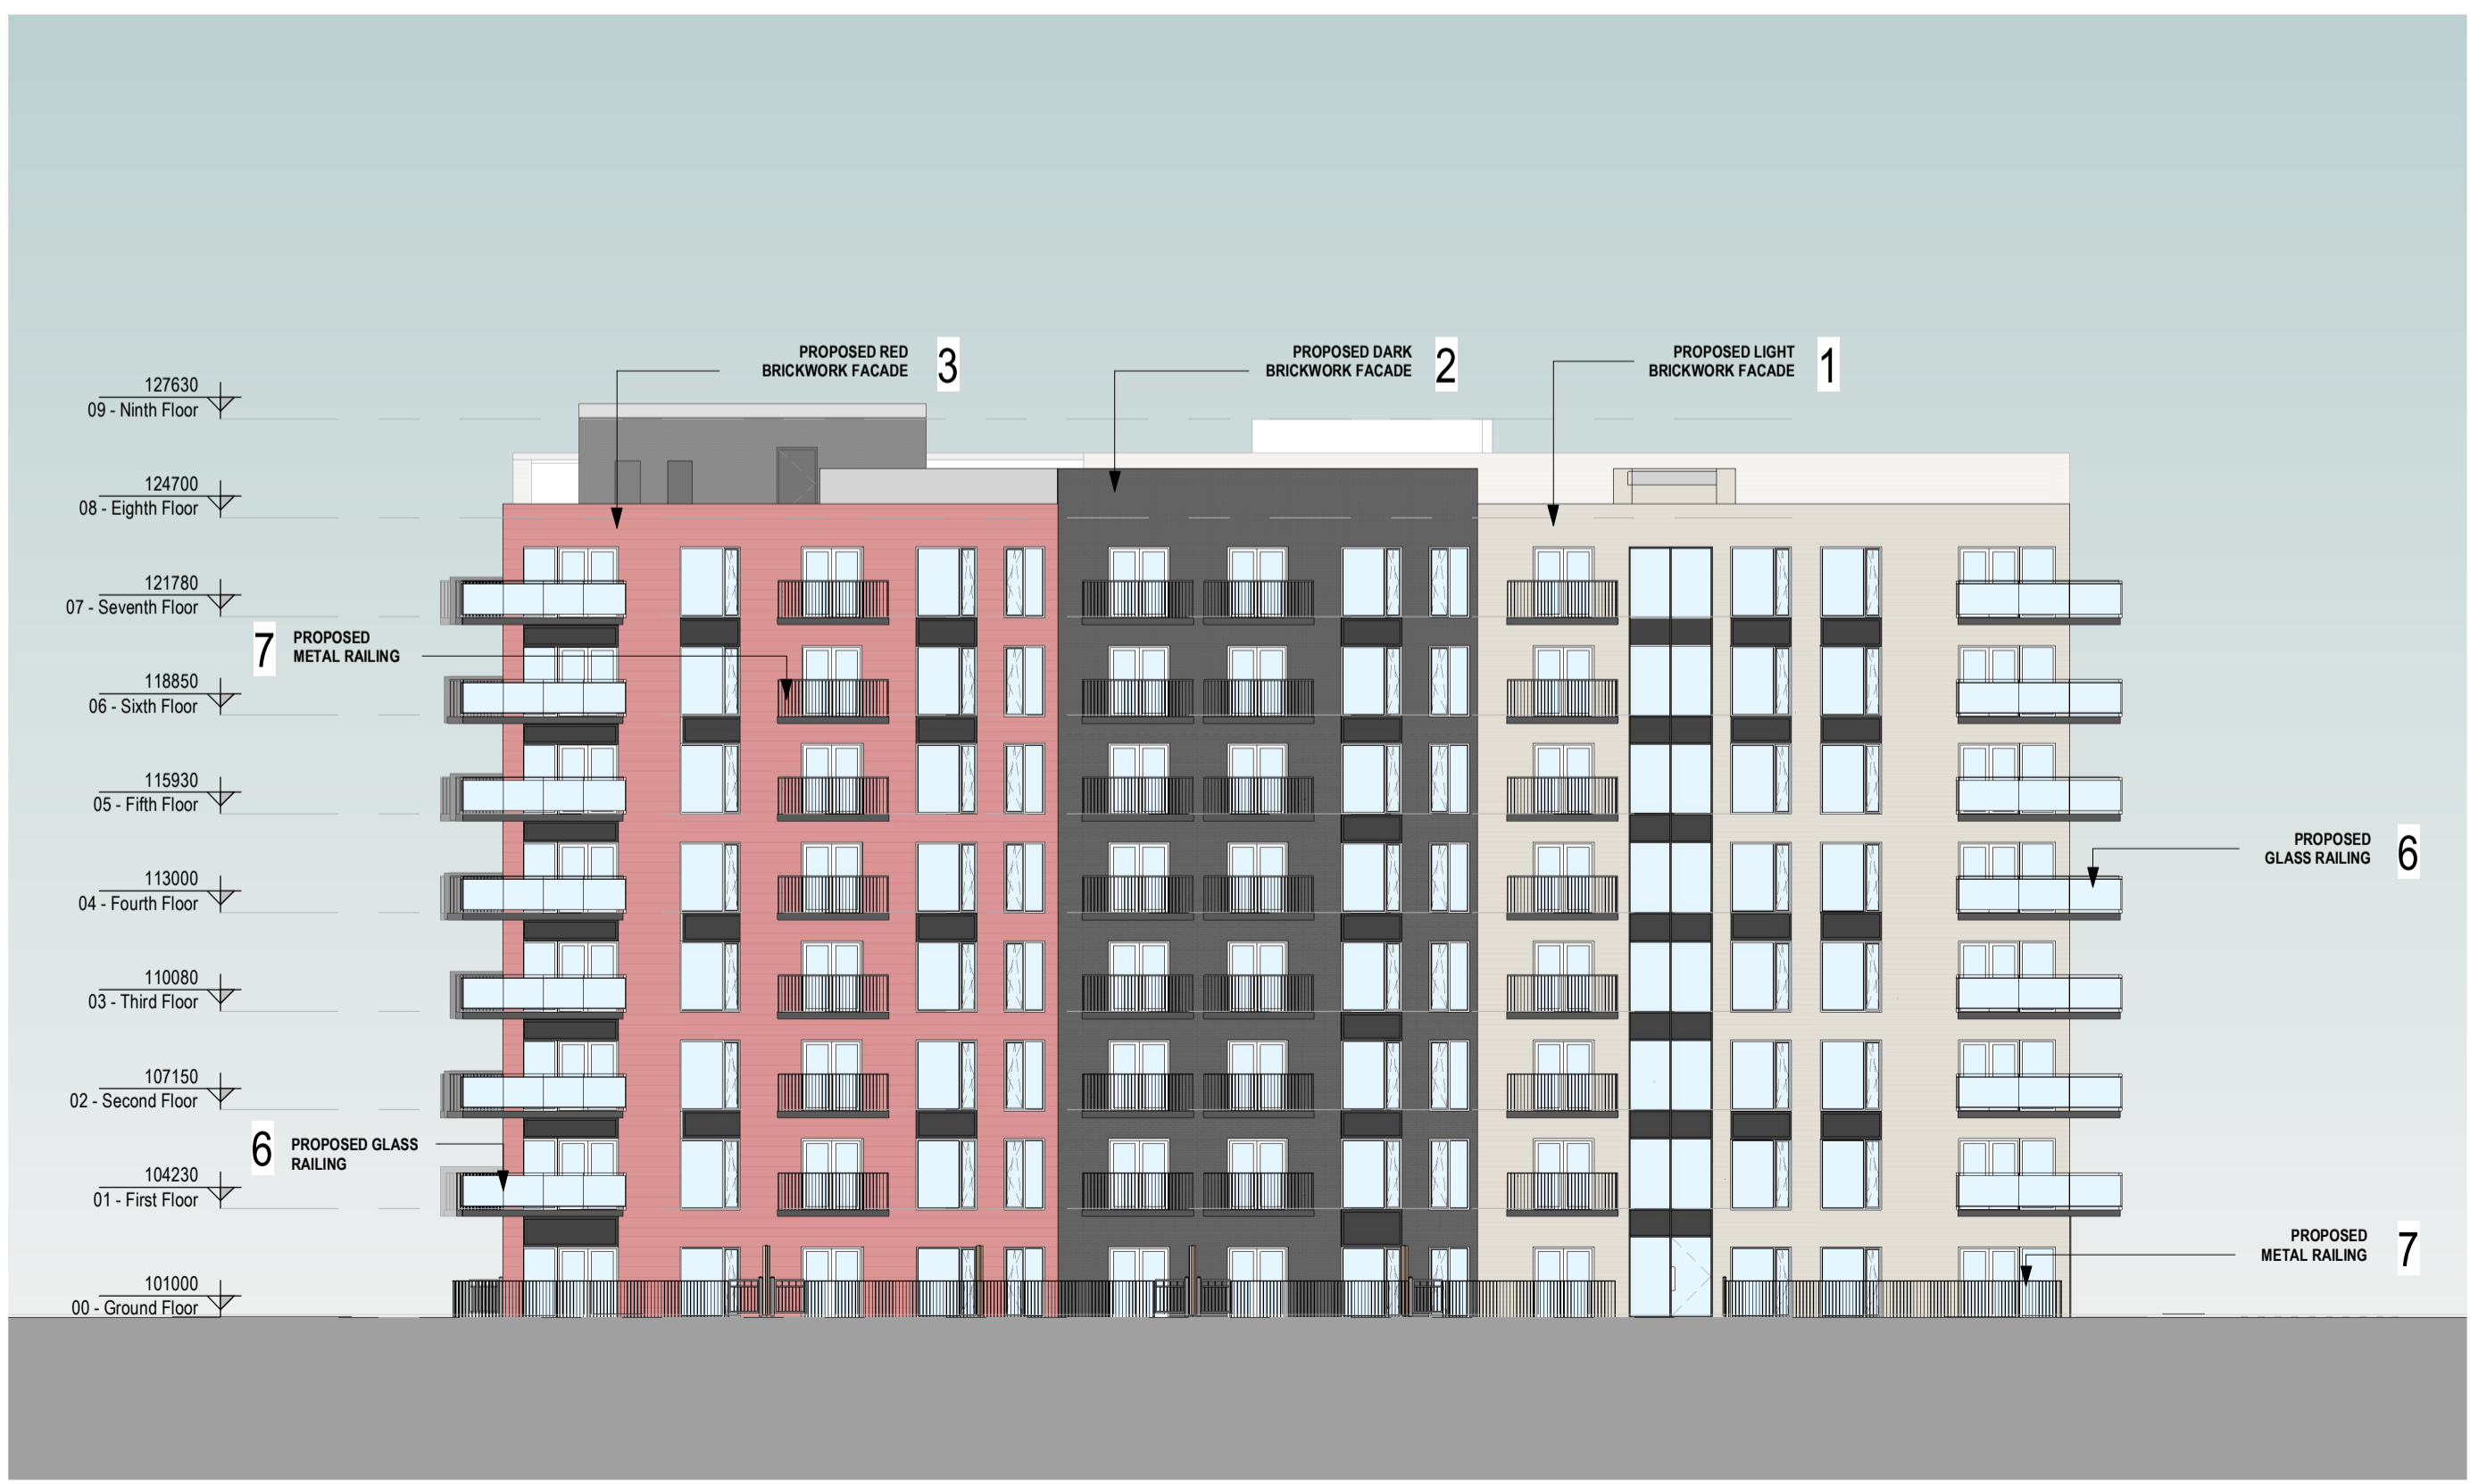 PROPOSED RED
BRICKWORK FACADE
3
PROPOSED DARK
BRICKWORK FACADE
2
PROPOSED LIGHT
BRICKWORK FACADE
1
127630
09 - Ninth Floor
124700
08 - Eighth Floor
121780
07 - Seventh Floor
7
PROPOSED
METAL RAILING
118850
06 - Sixth Floor
115930
05 - Fifth Floor
PROPOSED
GLASS RAILING
6
113000
04 - Fourth Floor
110080
03 - Third Floor
107150
02 - Second Floor
6
PROPOSED GLASS
RAILING
104230
01 - First Floor
PROPOSED
METAL RAILING
7
101000
00 - Ground Floor